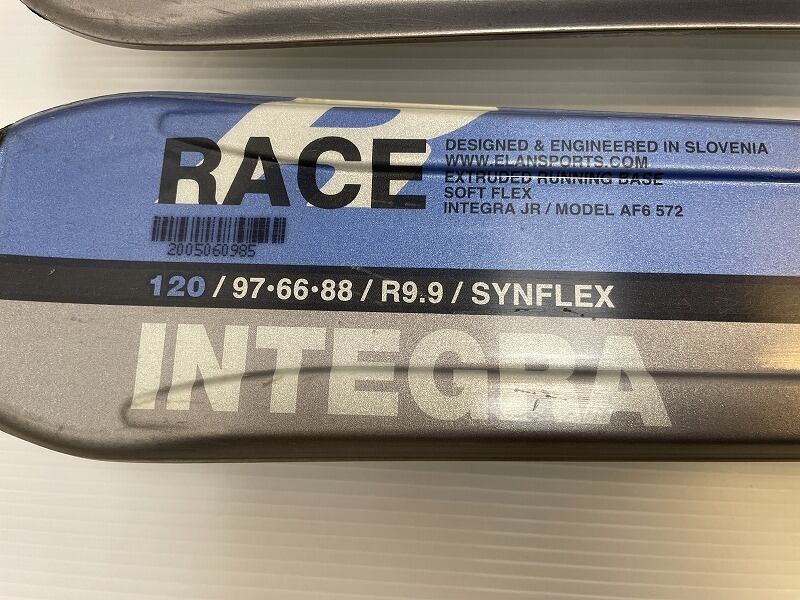 RACE
DESIGNED & ENGINEERED IN SLOVENIA
WWW.ELANSPORTS.COM
EXTRUDED RUNNING BASE
SOFT FLEX
INTEGRA JR / MODEL AF6 572
2005060985
120 / 97·66·88 / R9.9 / SYNFLEX
INTEGRA